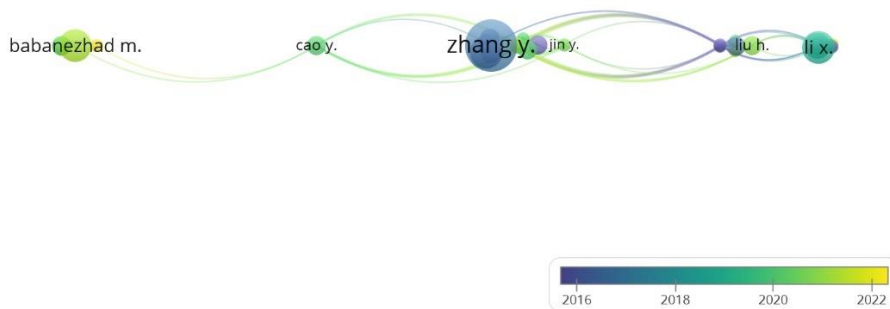 babanezhad m. cao y. zhang y. jin y. liu h. li x.
2016 2018 2020 2022